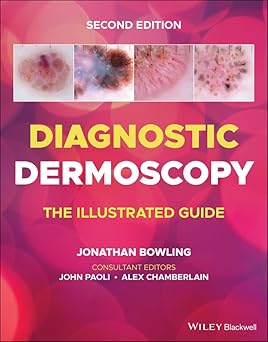 SECOND EDITION
DIAGNOSTIC
DERMOSCOPY
THE ILLUSTRATED GUIDE
JONATHAN BOWLING
CONSULTANT EDITORS
JOHN PAOLI • ALEX CHAMBERLAIN
WILEY Blackwell